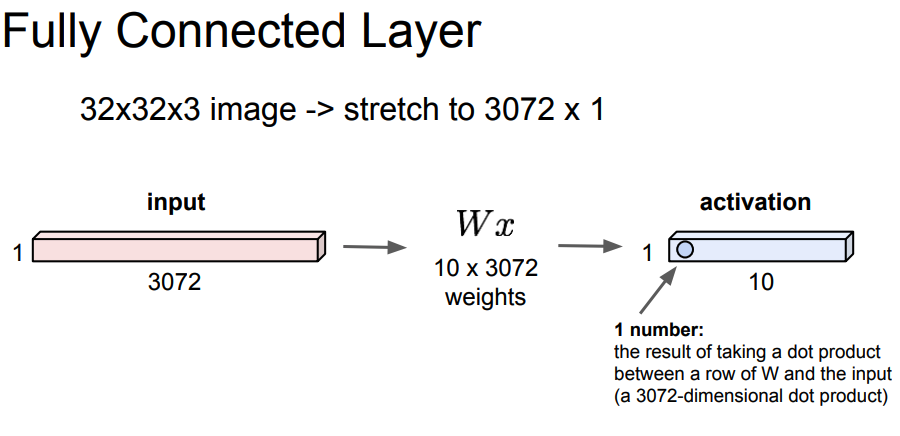 Fully Connected Layer
32x32x3 image -> stretch to 3072 x 1
input
1
3072
Wx
10 x 3072
weights
activation
1
10
1 number:
the result of taking a dot product
between a row of W and the input
(a 3072-dimensional dot product)